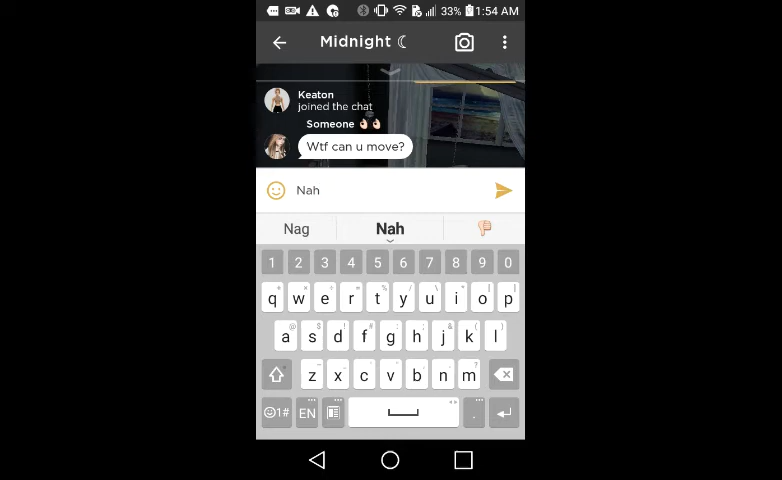 33% 1:54 AM
Midnight ☾
Keaton
joined the chat
Someone 👀
Wtf can u move?
Nah
Nag Nah 👎
1 2 3 4 5 6 7 8 9 0
q w e r t y u i o p
a s d f g h j k l
z x c v b n m
☺1# EN .